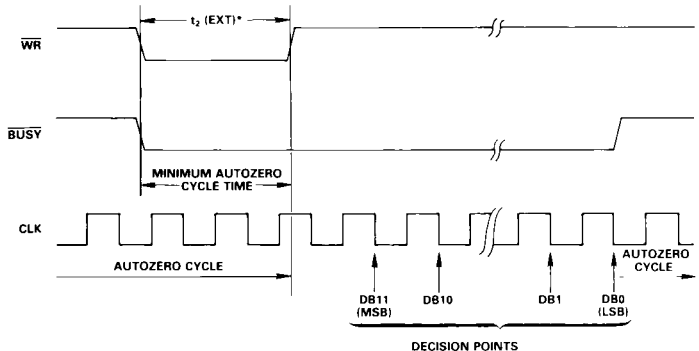 t₂ (EXT)*
WR
BUSY
MINIMUM AUTOZERO
CYCLE TIME
CLK
AUTOZERO CYCLE
AUTOZERO
CYCLE
DB11
(MSB)
DB10
DB1
DB0
(LSB)
DECISION POINTS